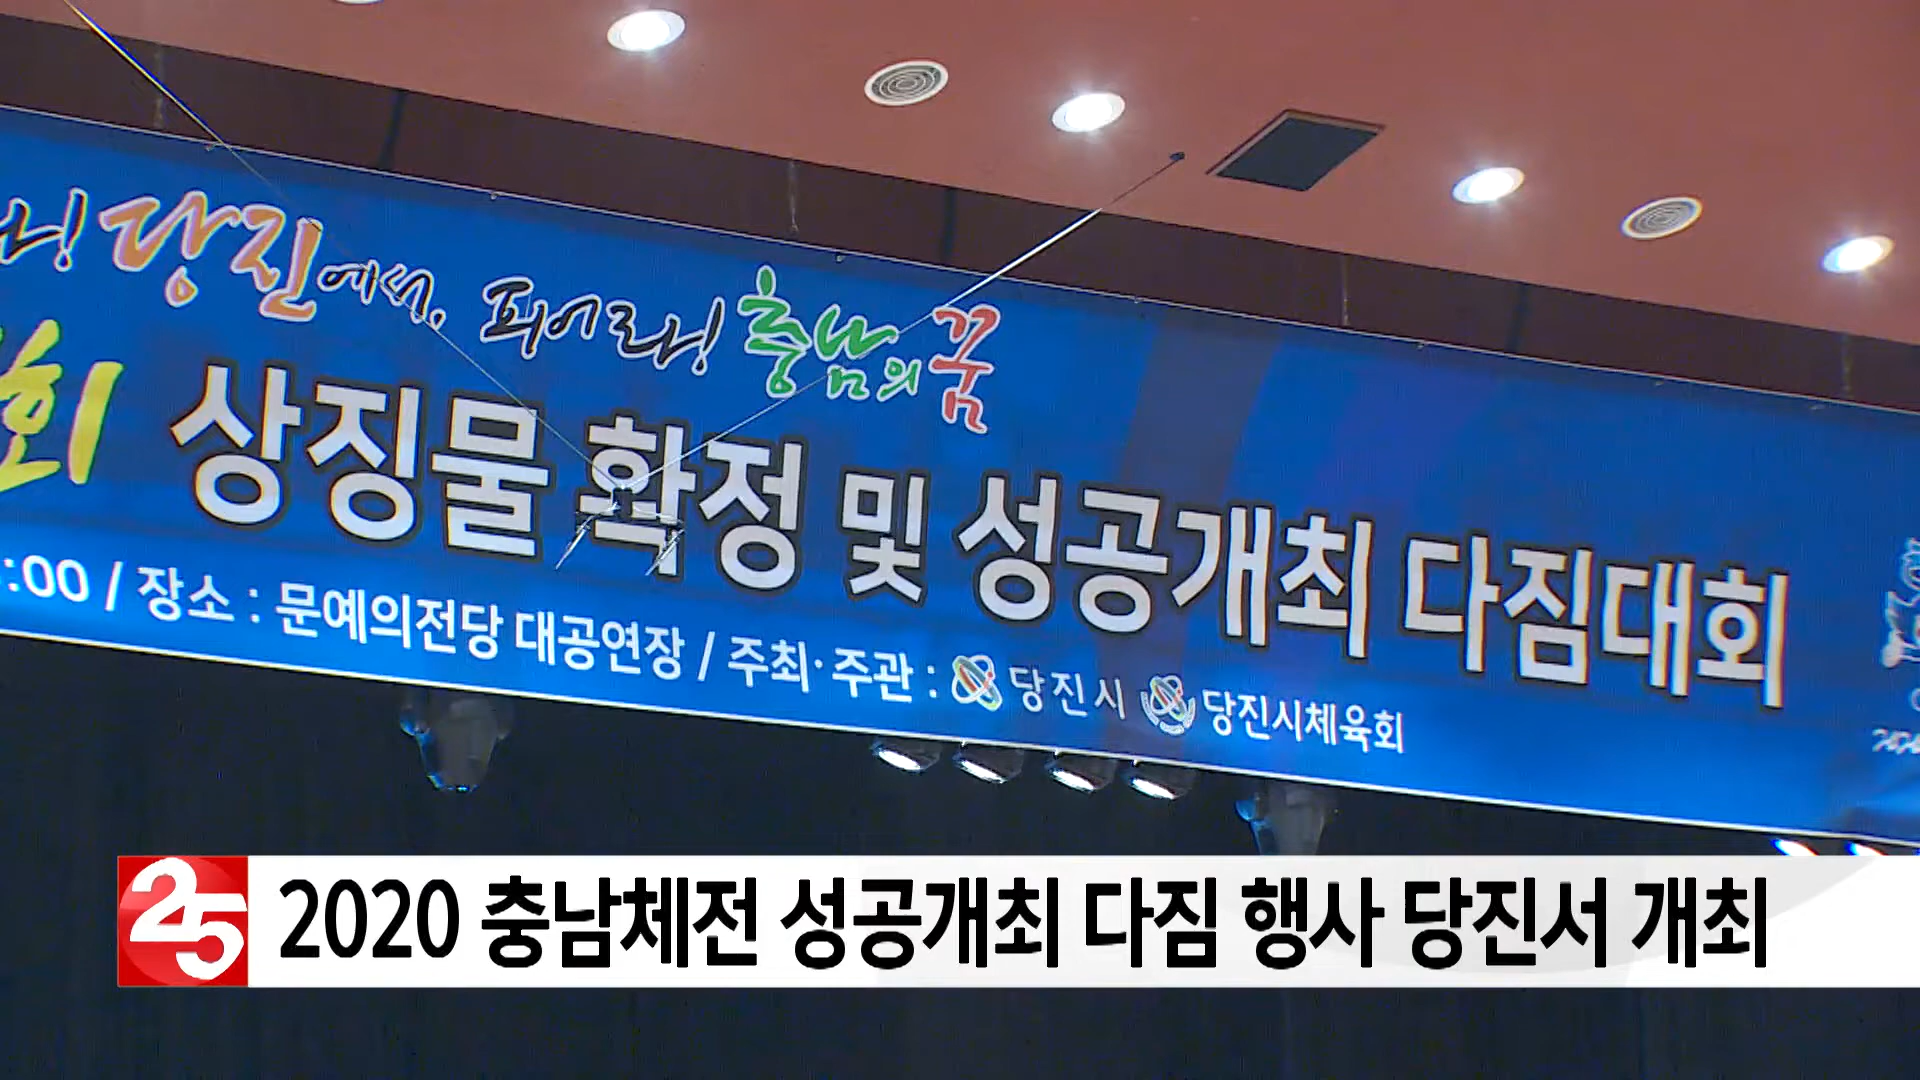 당진에서, 피어라! 충남의 꿈
회 상징물 확정 및 성공개최 다짐대회
:00 / 장소 : 문예의전당 대공연장 / 주최·주관 : 당진시 당진시체육회
25 2020 충남체전 성공개최 다짐 행사 당진서 개최